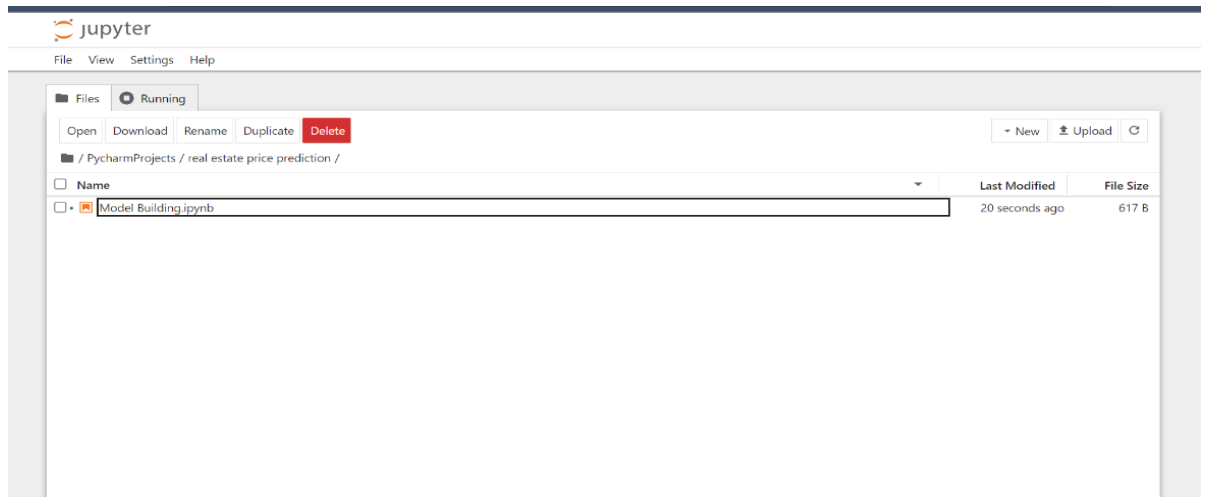 jupyter
File View Settings Help
Files Running
Open Download Rename Duplicate Delete New Upload
/ PycharmProjects / real estate price prediction /
Name Last Modified File Size
Model Building.ipynb 20 seconds ago 617 B